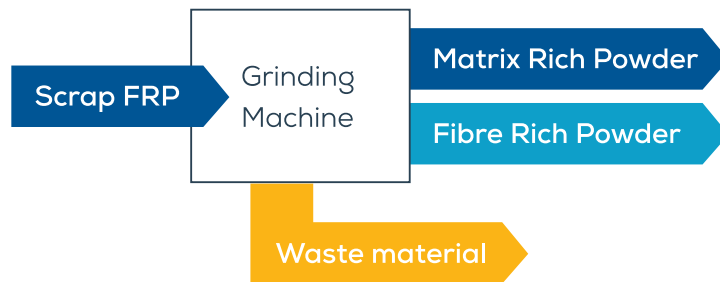 Scrap FRP
Grinding
Machine
Matrix Rich Powder
Fibre Rich Powder
Waste material